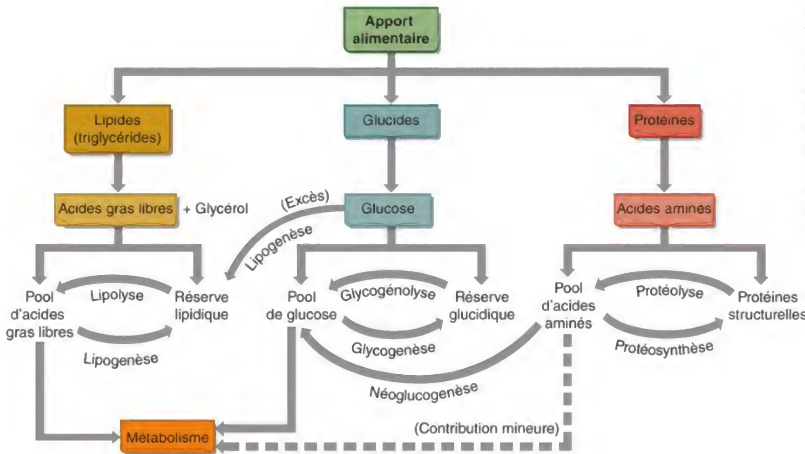 Apport
alimentaire
Lipides
(triglycérides)
Glucides
Protéines
Acides gras libres + Glycérol
(Excès)
Lipogenèse
Glucose
Acides aminés
Pool
d'acides
gras libres
Lipolyse
Lipogenèse
Réserve
lipidique
Pool
de glucose
Glycogénolyse
Glycogenèse
Réserve
glucidique
Néoglucogenèse
Pool
d'acides
aminés
Protéolyse
Protéosynthèse
Protéines
structurelles
Métabolisme
(Contribution mineure)